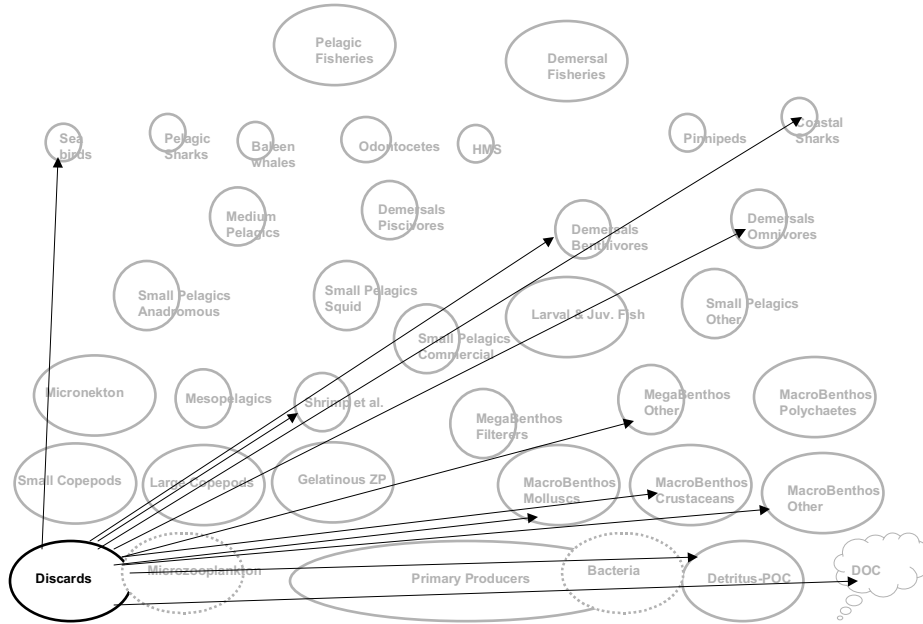 Pelagic
Fisheries
Demersal
Fisheries
Sea
birds
Pelagic
Sharks
Baleen
whales
Odontocetes
HMS
Pinnipeds
Coastal
Sharks
Medium
Pelagics
Demersals
Piscivores
Demersals
Benthivores
Demersals
Omnivores
Small Pelagics
Anadromous
Small Pelagics
Squid
Small Pelagics
Commercial
Larval & Juv. Fish
Small Pelagics
Other
Micronekton
Mesopelagics
Shrimp et al.
MegaBenthos
Filterers
MegaBenthos
Other
MacroBenthos
Polychaetes
Small Copepods
Large Copepods
Gelatinous ZP
MacroBenthos
Molluscs
MacroBenthos
Crustaceans
MacroBenthos
Other
Discards
Microzooplankton
Primary Producers
Bacteria
Detritus-POC
DOC